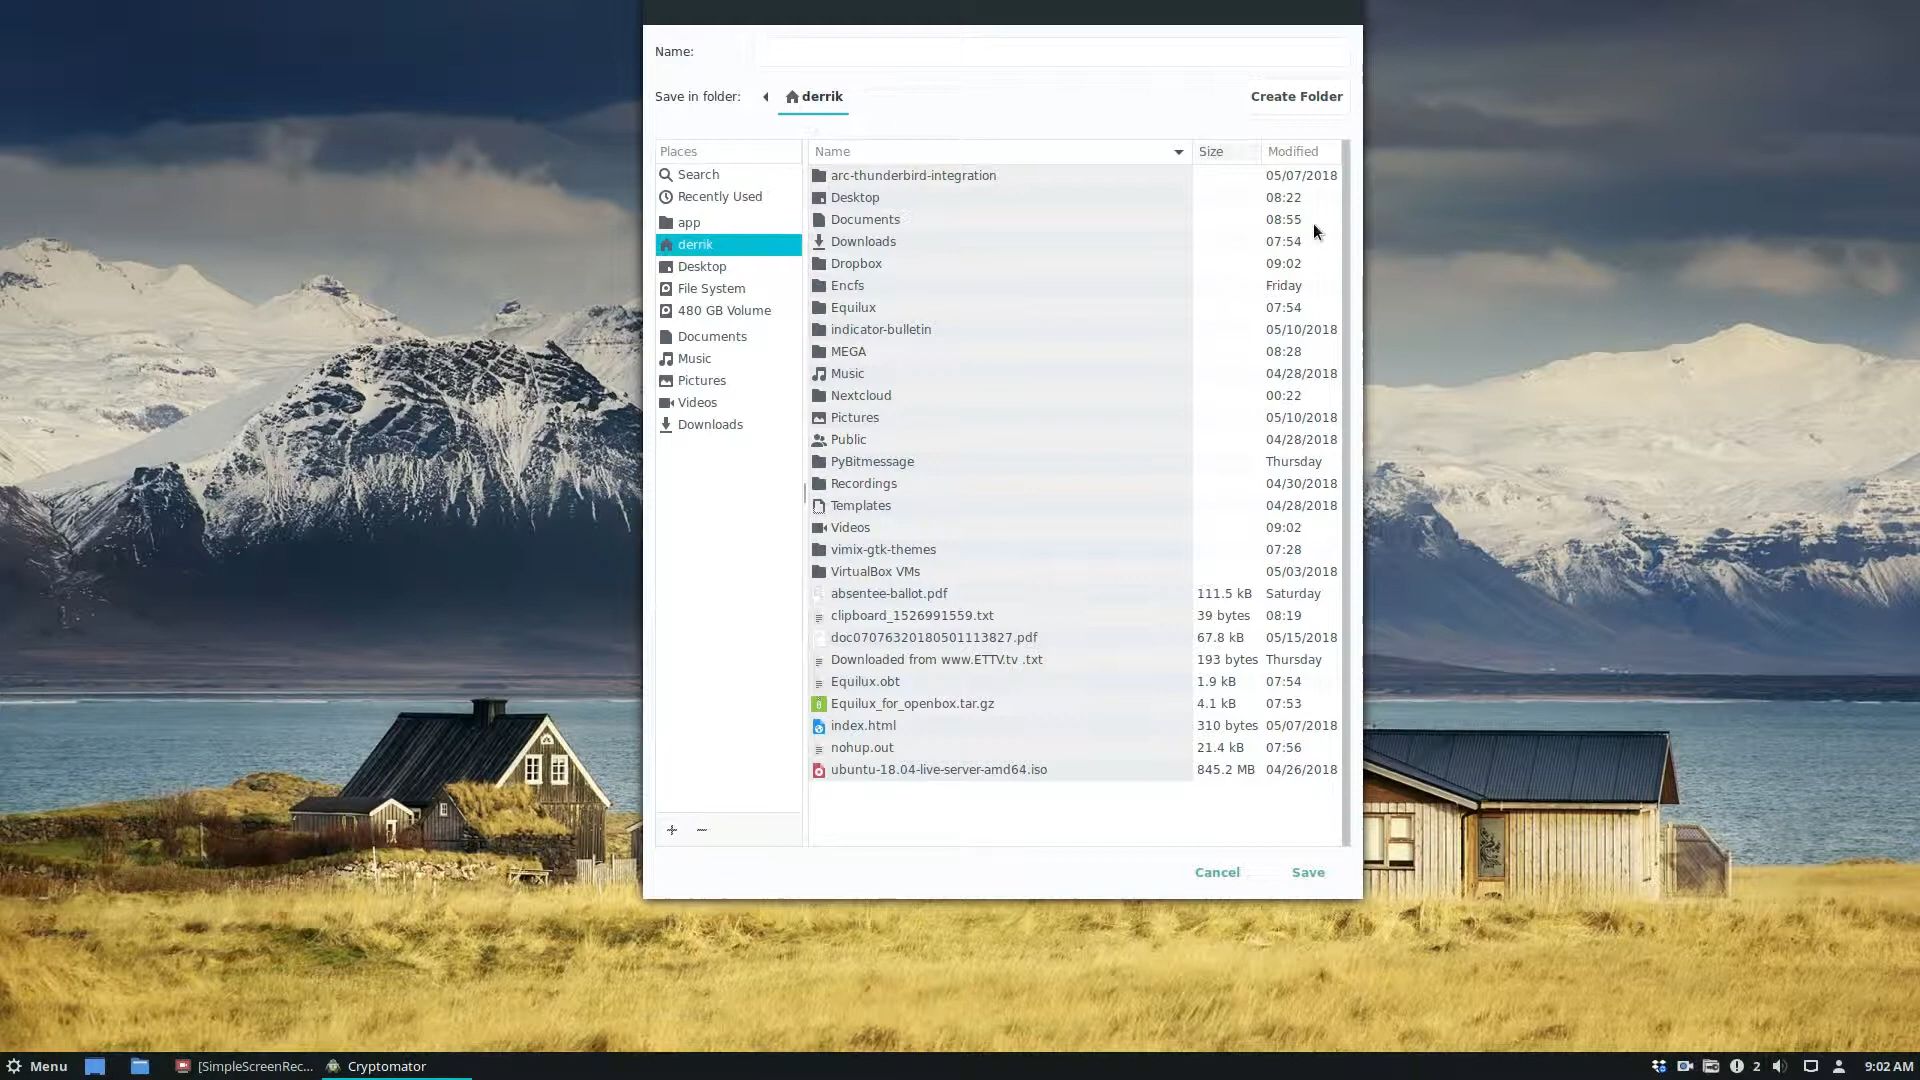 Name:
Save in folder: derrik Create Folder
Places
Search
Recently Used
app
derrik
Desktop
File System
480 GB Volume
Documents
Music
Pictures
Videos
Downloads
Name Size Modified
arc-thunderbird-integration 05/07/2018
Desktop 08:22
Documents 08:55
Downloads 07:54
Dropbox 09:02
Encfs Friday
Equilux 07:54
indicator-bulletin 05/10/2018
MEGA 08:28
Music 04/28/2018
Nextcloud 00:22
Pictures 05/10/2018
Public 04/28/2018
PyBitmessage Thursday
Recordings 04/30/2018
Templates 04/28/2018
Videos 09:02
vimix-gtk-themes 07:28
VirtualBox VMs 05/03/2018
absentee-ballot.pdf 111.5 kB Saturday
clipboard_1526991559.txt 39 bytes 08:19
doc07076320180501113827.pdf 67.8 kB 05/15/2018
Downloaded from www.ETTV.tv .txt 193 bytes Thursday
Equilux.obt 1.9 kB 07:54
Equilux_for_openbox.tar.gz 4.1 kB 07:53
index.html 310 bytes 05/07/2018
nohup.out 21.4 kB 07:56
ubuntu-18.04-live-server-amd64.iso 845.2 MB 04/26/2018
Cancel Save
Menu [SimpleScreenRec... Cryptomator 2 9:02 AM